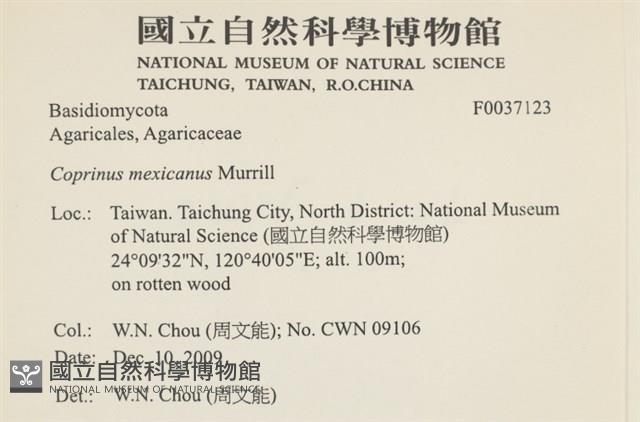 國立自然科學博物館
NATIONAL MUSEUM OF NATURAL SCIENCE
TAICHUNG, TAIWAN, R.O.CHINA
Basidiomycota F0037123
Agaricales, Agaricaceae
Coprinus mexicanus Murrill
Loc.: Taiwan. Taichung City, North District: National Museum
of Natural Science (國立自然科學博物館)
24°09'32"N, 120°40'05"E; alt. 100m;
on rotten wood
Col.: W.N. Chou (周文能); No. CWN 09106
Date: Dec. 10, 2009
國立自然科學博物館
NATIONAL MUSEUM OF NATURAL SCIENCE
Det.: W.N. Chou (周文能)